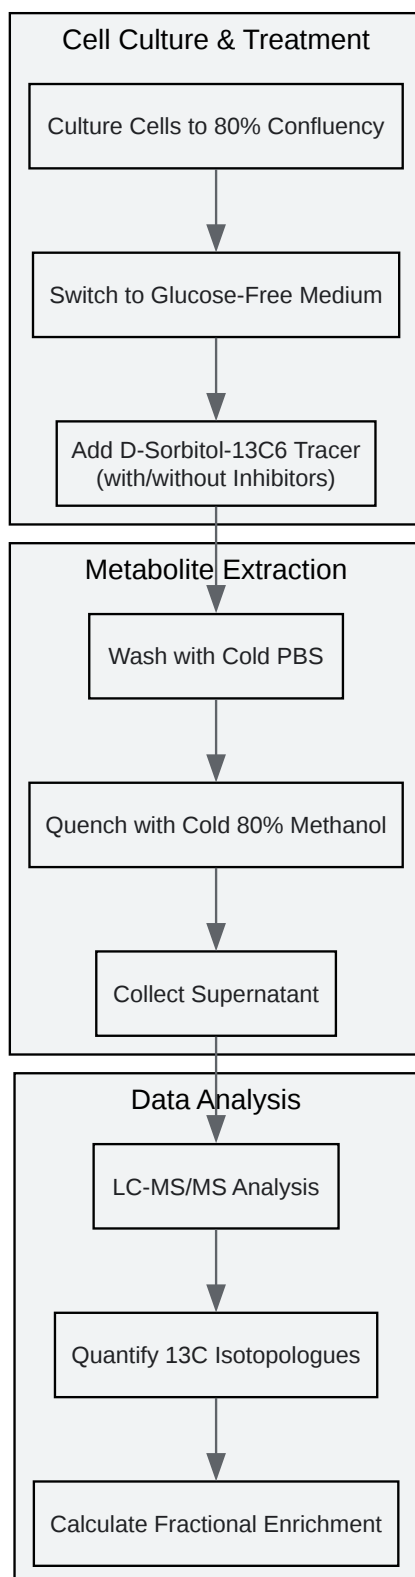 Cell Culture & Treatment
Culture Cells to 80% Confluency
Switch to Glucose-Free Medium
Add D-Sorbitol-13C6 Tracer
(with/without Inhibitors)
Metabolite Extraction
Wash with Cold PBS
Quench with Cold 80% Methanol
Collect Supernatant
Data Analysis
LC-MS/MS Analysis
Quantify 13C Isotopologues
Calculate Fractional Enrichment